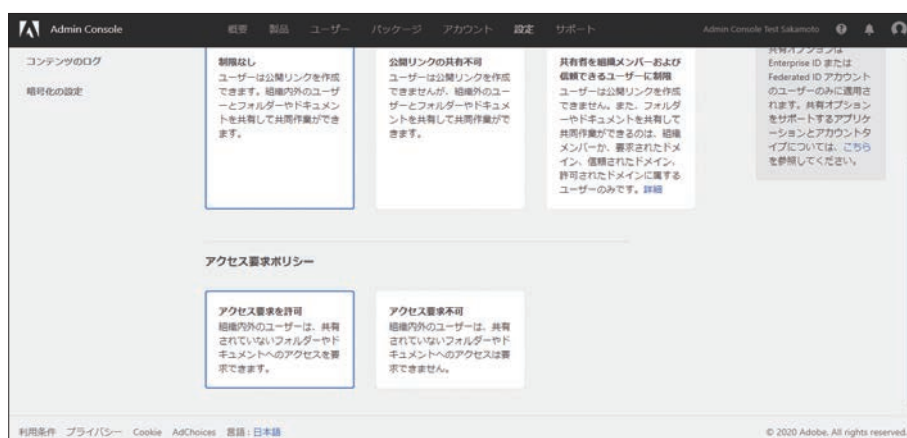 Admin Console 概要 製品 ユーザー パッケージ アカウント 設定 サポート Admin Console Test Sakamoto
コンテンツのログ
暗号化の設定
制限なし
ユーザーは公開リンクを作成
できます。組織内外のユーザ
ーとフォルダーやドキュメン
トを共有して共同作業ができ
ます。
公開リンクの共有不可
ユーザーは公開リンクを作成
できませんが、組織外のユー
ザーとフォルダーやドキュメ
ントを共有して共同作業がで
きます。
共有者を組織メンバーおよび
信頼できるユーザーに制限
ユーザーは公開リンクを作成
できません。また、フォルダ
ーやドキュメントを共有して
共同作業ができるのは、組織
メンバーか、要求されたドメ
イン、信頼されたドメイン、
許可されたドメインに属する
ユーザーのみです。詳細
共有オプションは
Enterprise ID または
Federated ID アカウント
のユーザーのみに適用さ
れます。共有オプション
をサポートするアプリケ
ーションとアカウントタ
イプについては、こちら
を参照してください。
アクセス要求ポリシー
アクセス要求を許可
組織内外のユーザーは、共有
されていないフォルダーやド
キュメントへのアクセスを要
求できます。
アクセス要求不可
組織内外のユーザーは、共有
されていないフォルダーやド
キュメントへのアクセスは要
求できません。
利用条件 プライバシー Cookie AdChoices 言語 : 日本語 © 2020 Adobe. All rights reserved.